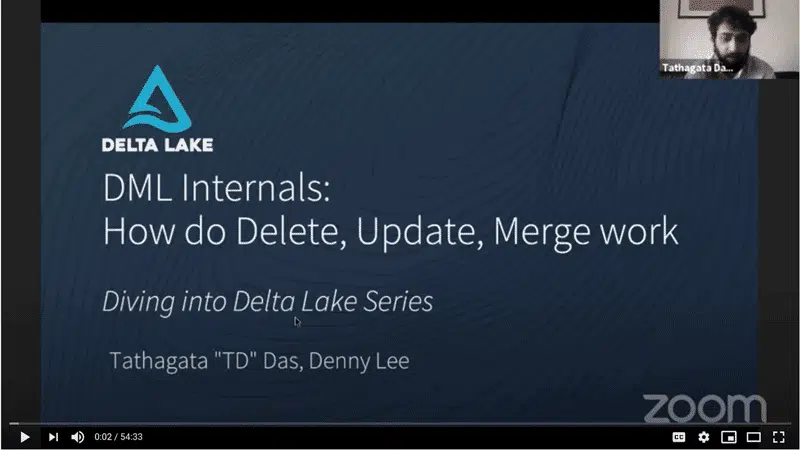 Tathagata Da...
DELTA LAKE
DML Internals:
How do Delete, Update, Merge work
Diving into Delta Lake Series
Tathagata "TD" Das, Denny Lee
zoom
0:02 / 54:33
CC